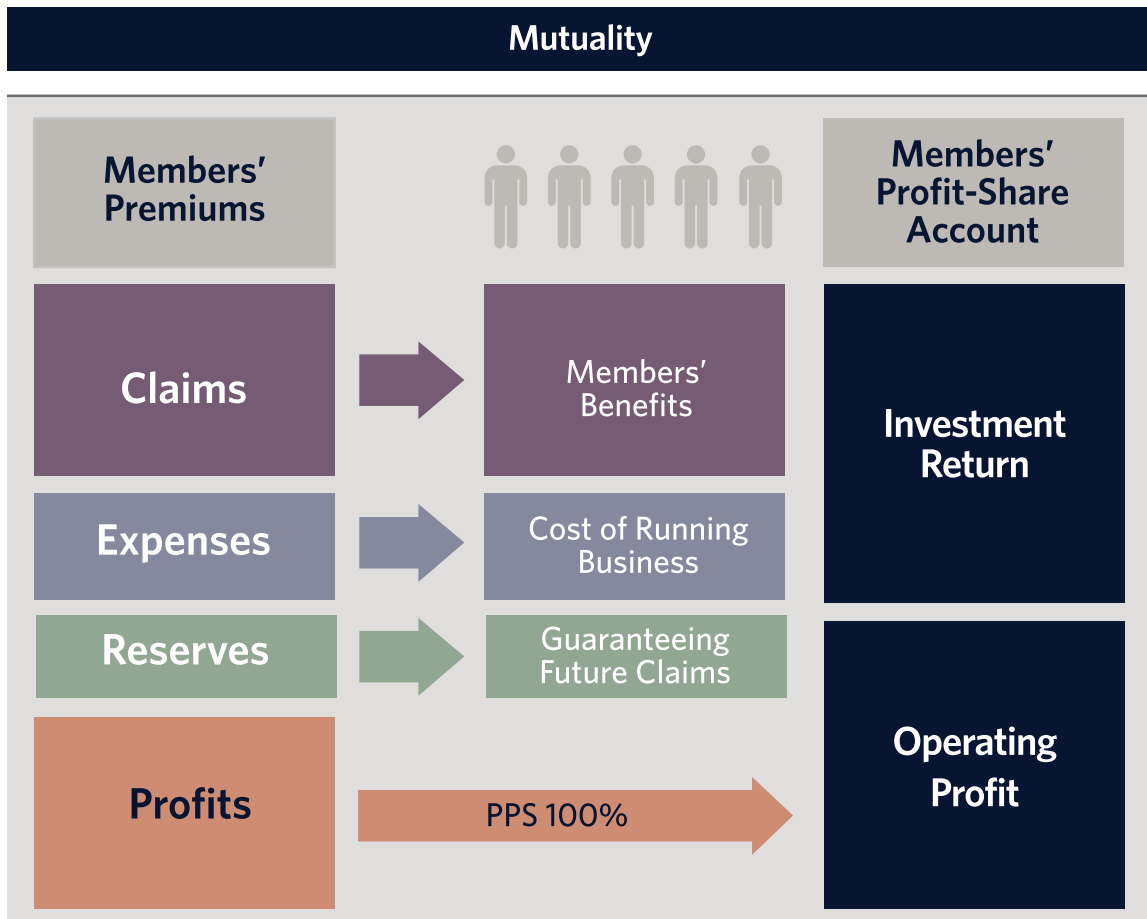 Mutuality
Members’
Premiums
Members’
Profit-Share
Account
Claims
Members’
Benefits
Investment
Return
Expenses
Cost of Running
Business
Reserves
Guaranteeing
Future Claims
Profits
PPS 100%
Operating
Profit